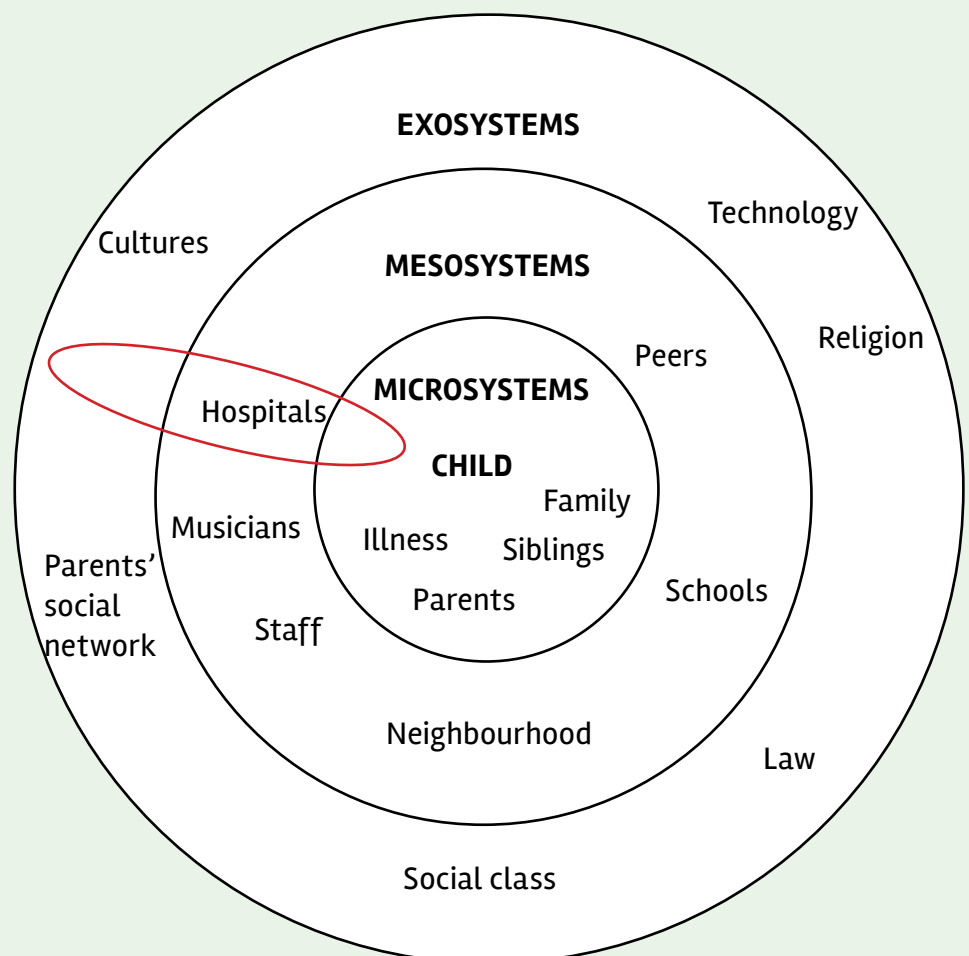 EXOSYSTEMS
Technology
Cultures
MESOSYSTEMS
Religion
Peers
MICROSYSTEMS
Hospitals
CHILD
Family
Musicians
Illness
Siblings
Parents’
social
network
Schools
Parents
Staff
Neighbourhood
Law
Social class